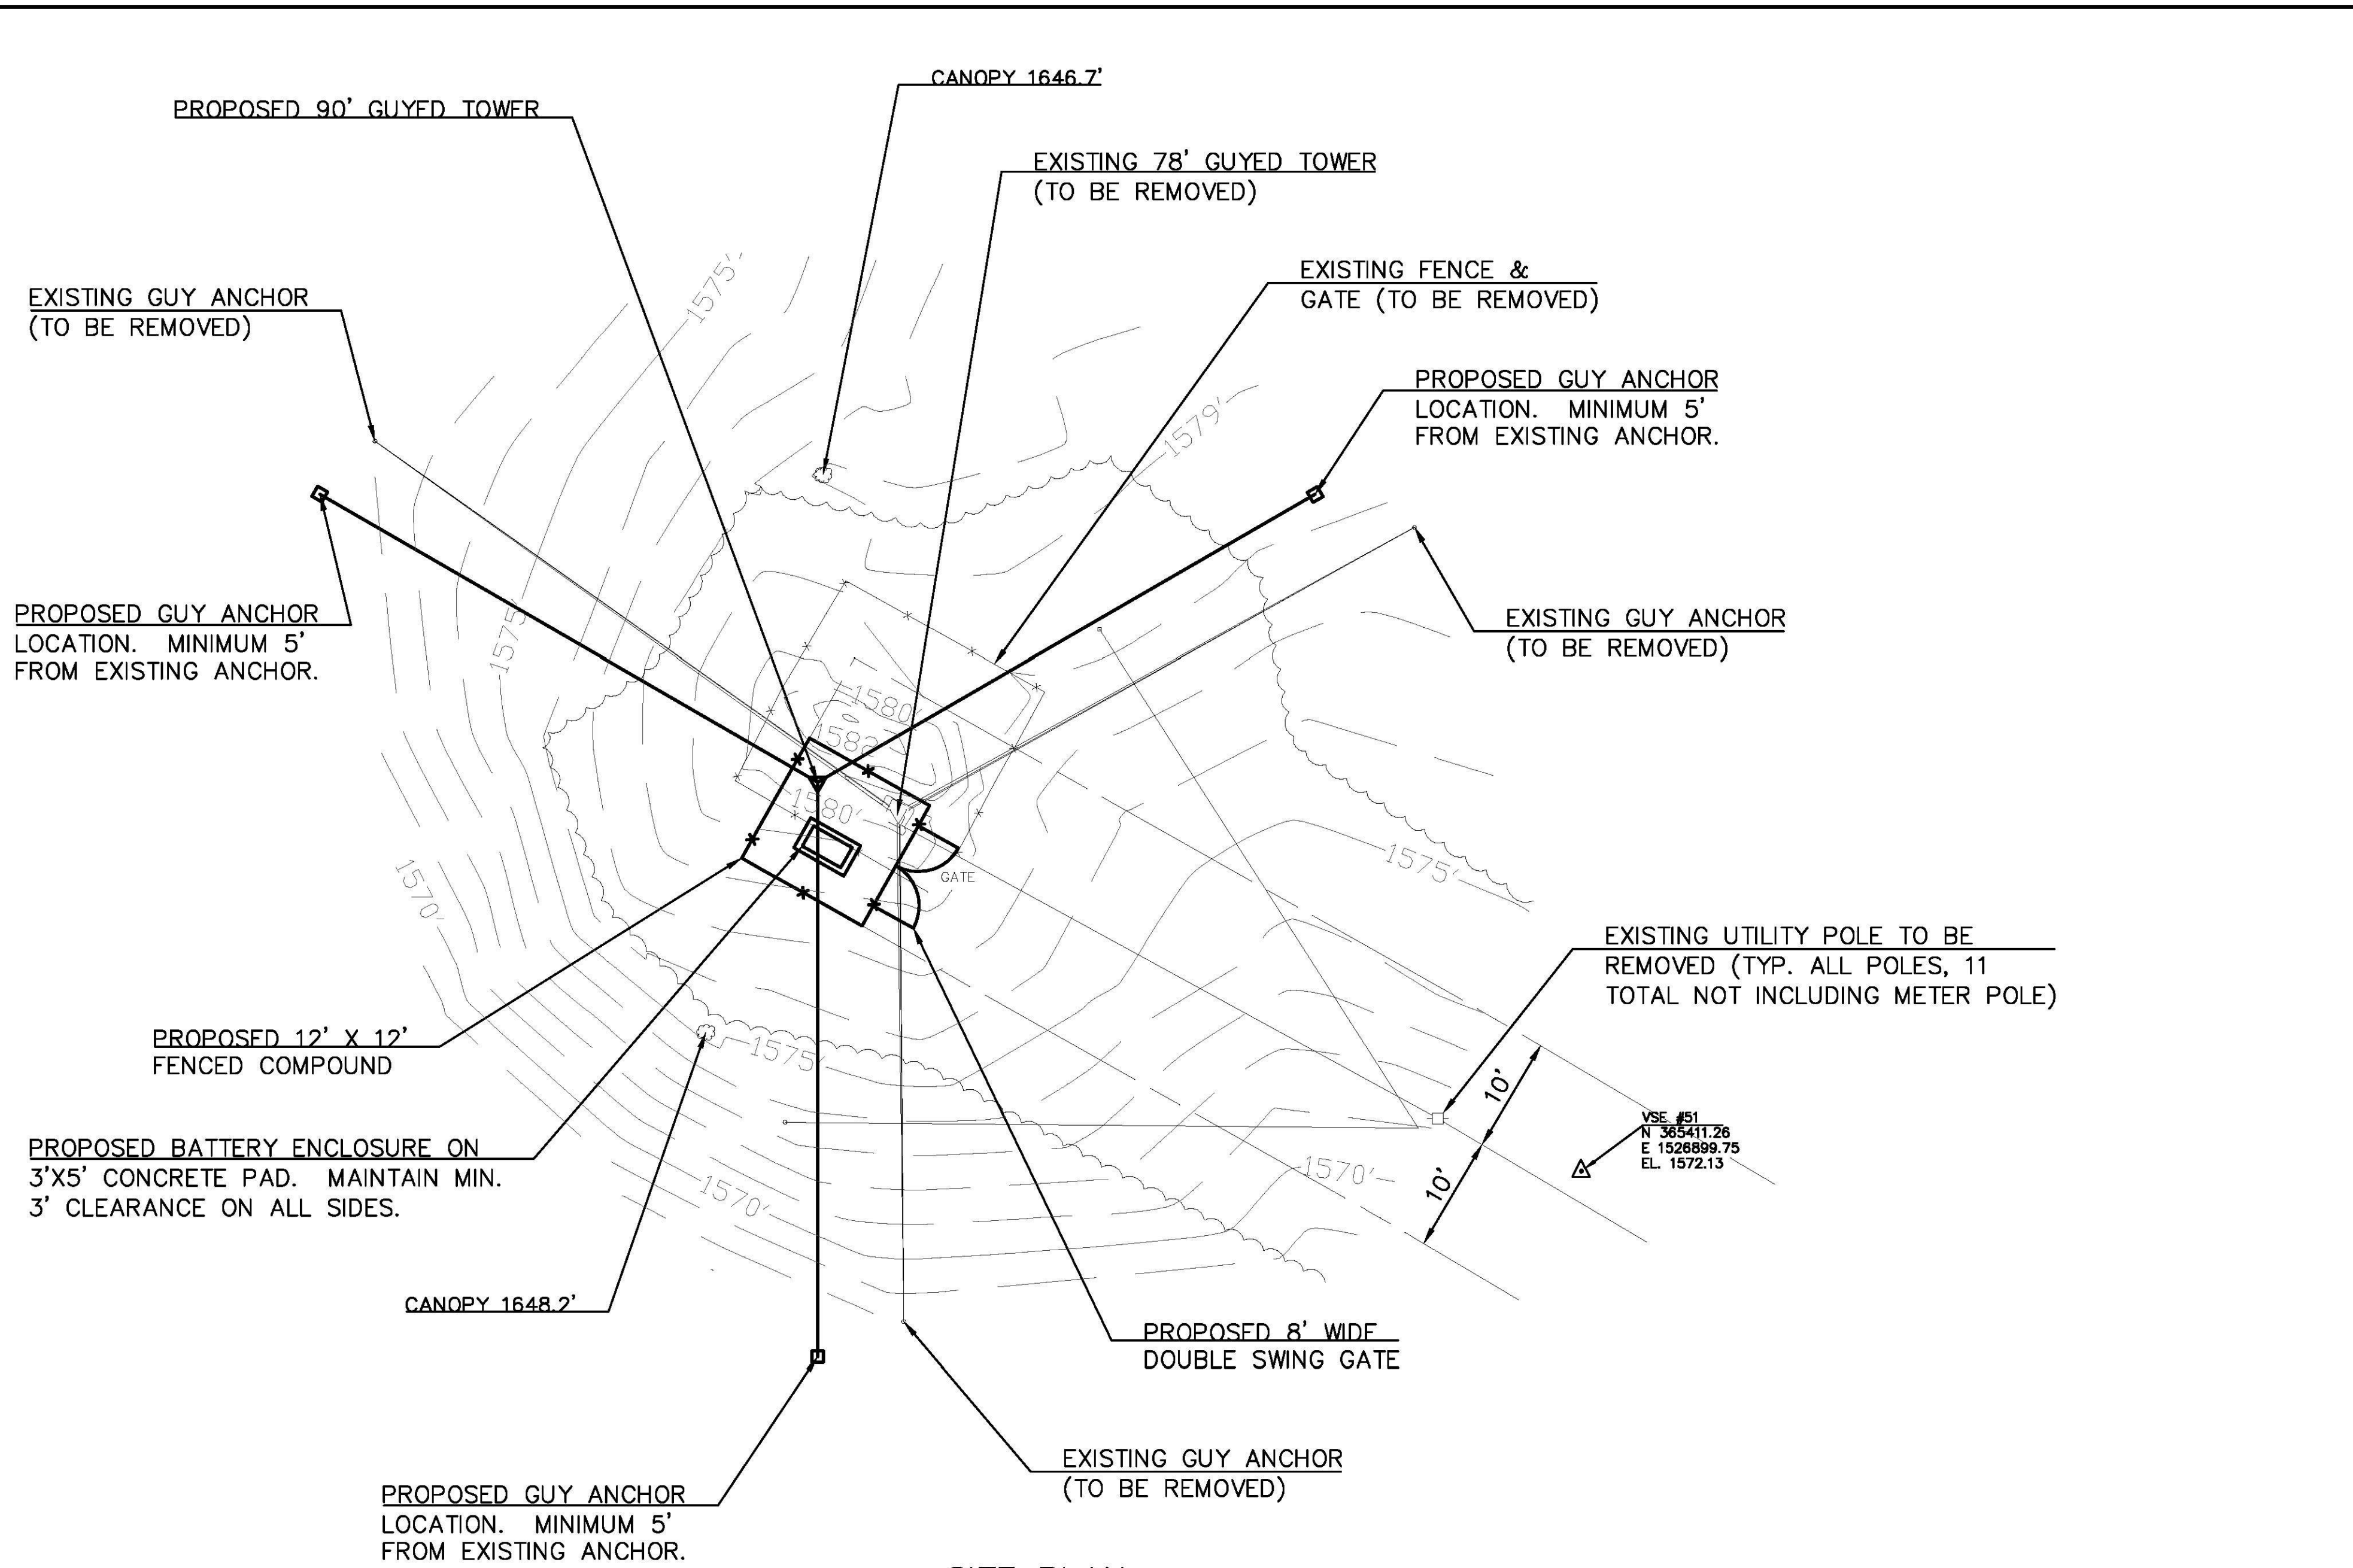 CANOPY 1646.7'
PROPOSED 90' GUYED TOWER
EXISTING 78' GUYED TOWER
(TO BE REMOVED)
EXISTING FENCE &
GATE (TO BE REMOVED)
EXISTING GUY ANCHOR
(TO BE REMOVED)
PROPOSED GUY ANCHOR
LOCATION. MINIMUM 5'
FROM EXISTING ANCHOR.
1575'
1579'
PROPOSED GUY ANCHOR
LOCATION. MINIMUM 5'
FROM EXISTING ANCHOR.
1575'
EXISTING GUY ANCHOR
(TO BE REMOVED)
1580'
1582'
1580'
GATE
1575'
1570'
EXISTING UTILITY POLE TO BE
REMOVED (TYP. ALL POLES, 11
TOTAL NOT INCLUDING METER POLE)
PROPOSED 12' X 12'
FENCED COMPOUND
1575'
10'
VSE #51
N 365411.26
E 1526899.75
EL. 1572.13
PROPOSED BATTERY ENCLOSURE ON
3'X5' CONCRETE PAD. MAINTAIN MIN.
3' CLEARANCE ON ALL SIDES.
1570'
1570'
10'
CANOPY 1648.2'
PROPOSED 8' WIDE
DOUBLE SWING GATE
EXISTING GUY ANCHOR
(TO BE REMOVED)
PROPOSED GUY ANCHOR
LOCATION. MINIMUM 5'
FROM EXISTING ANCHOR.
SITE PLAN